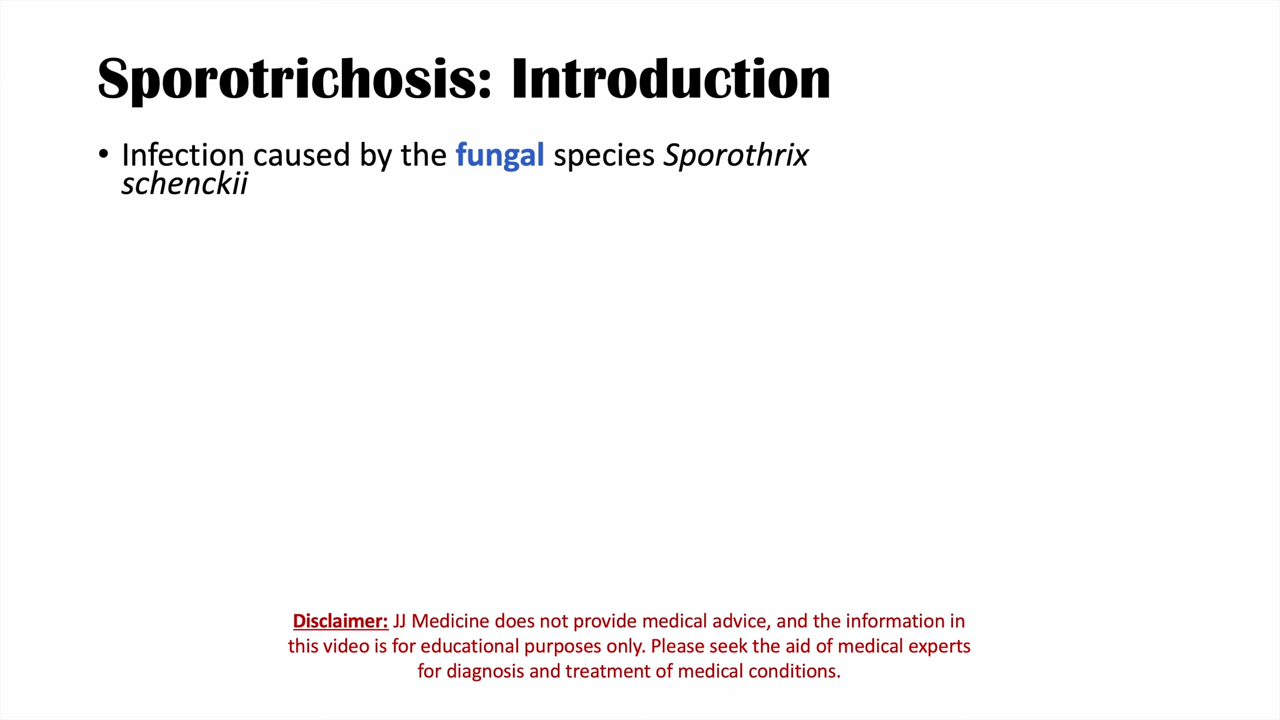 Sporotrichosis: Introduction
• Infection caused by the fungal species Sporothrix
schenckii
Disclaimer: JJ Medicine does not provide medical advice, and the information in
this video is for educational purposes only. Please seek the aid of medical experts
for diagnosis and treatment of medical conditions.